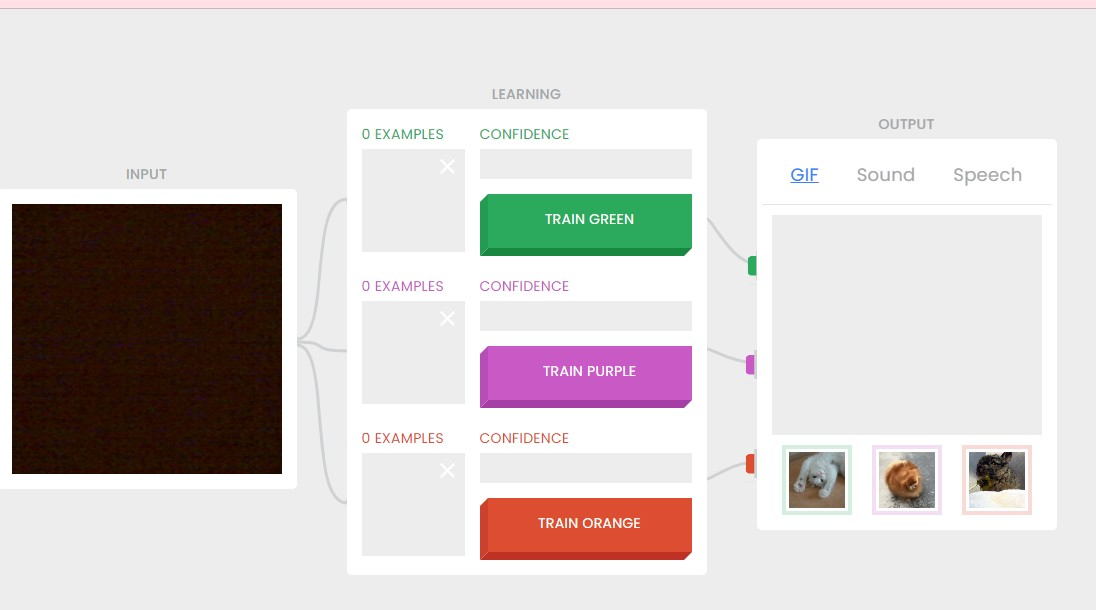 INPUT
LEARNING
0 EXAMPLES CONFIDENCE
TRAIN GREEN
0 EXAMPLES CONFIDENCE
TRAIN PURPLE
0 EXAMPLES CONFIDENCE
TRAIN ORANGE
OUTPUT
GIF Sound Speech